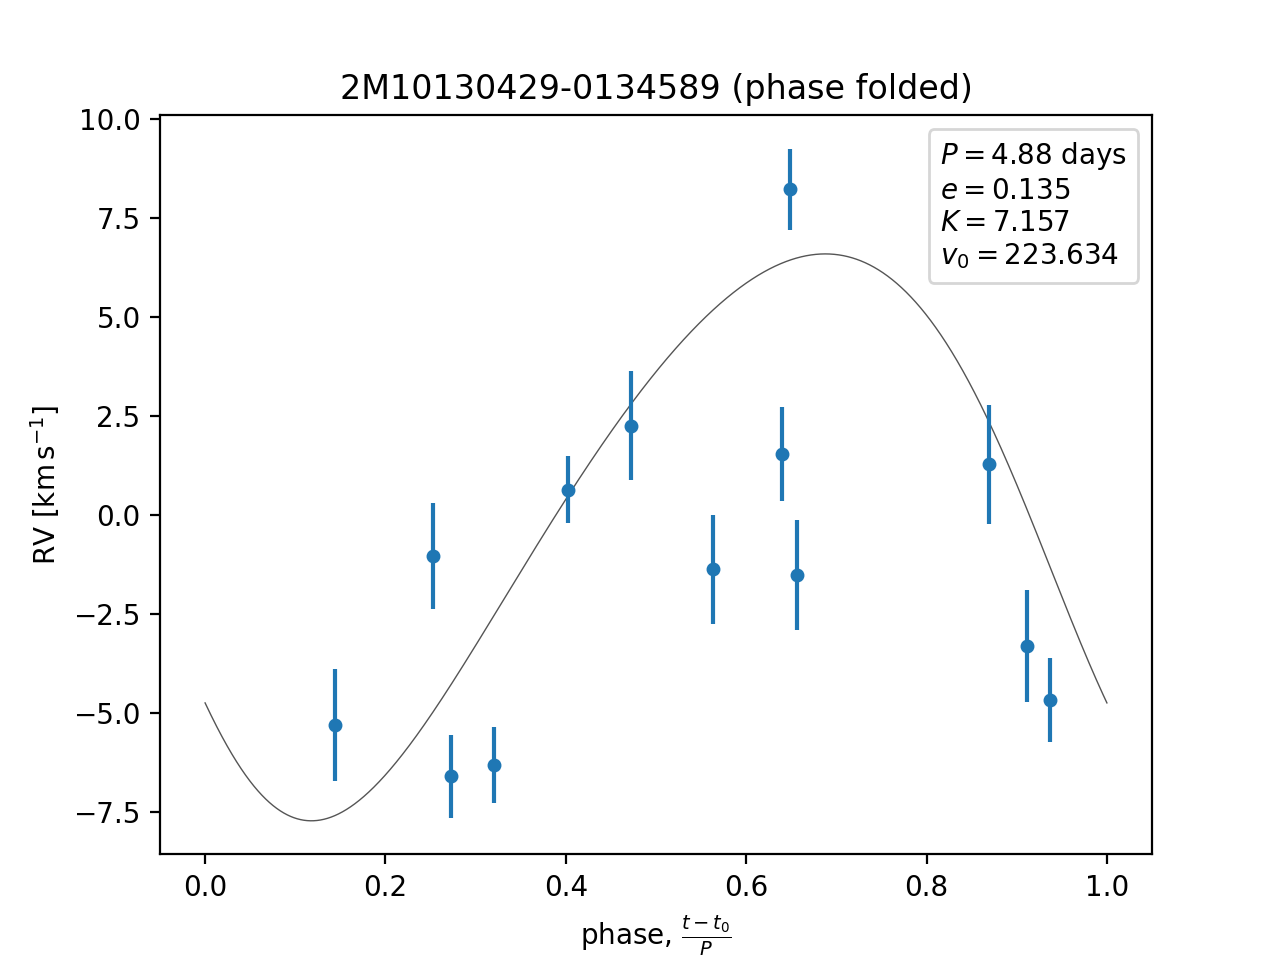 2M10130429-0134589 (phase folded)
P = 4.88 days
e = 0.135
K = 7.157
v₀ = 223.634
RV [km s⁻¹]
10.0
7.5
5.0
2.5
0.0
−2.5
−5.0
−7.5
0.0 0.2 0.4 0.6 0.8 1.0
phase, (t − t₀)/P